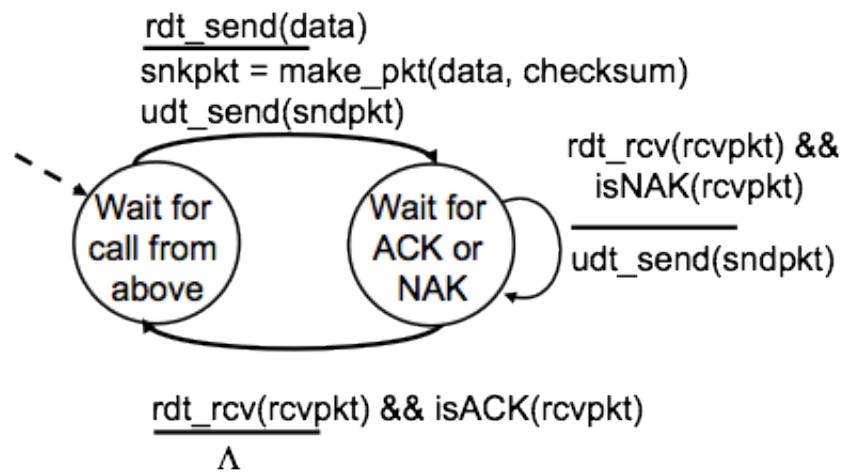 rdt_send(data)
snkpkt = make_pkt(data, checksum)
udt_send(sndpkt)
rdt_rcv(rcvpkt) &&
isNAK(rcvpkt)
udt_send(sndpkt)
Wait for
call from
above
Wait for
ACK or
NAK
rdt_rcv(rcvpkt) && isACK(rcvpkt)
Λ